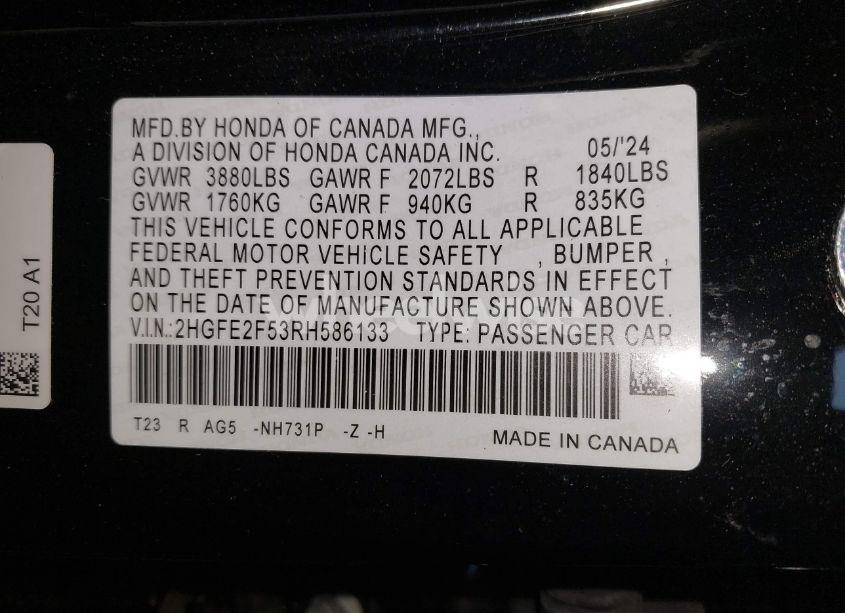 MFD.BY HONDA OF CANADA MFG.,
A DIVISION OF HONDA CANADA INC. 05/'24
GVWR 3880LBS GAWR F 2072LBS R 1840LBS
GVWR 1760KG GAWR F 940KG R 835KG
THIS VEHICLE CONFORMS TO ALL APPLICABLE
FEDERAL MOTOR VEHICLE SAFETY , BUMPER ,
AND THEFT PREVENTION STANDARDS IN EFFECT
ON THE DATE OF MANUFACTURE SHOWN ABOVE.
V.I.N.:2HGFE2F53RH586133 TYPE: PASSENGER CAR
T23 R AG5 -NH731P -Z -H
MADE IN CANADA
T20 A1